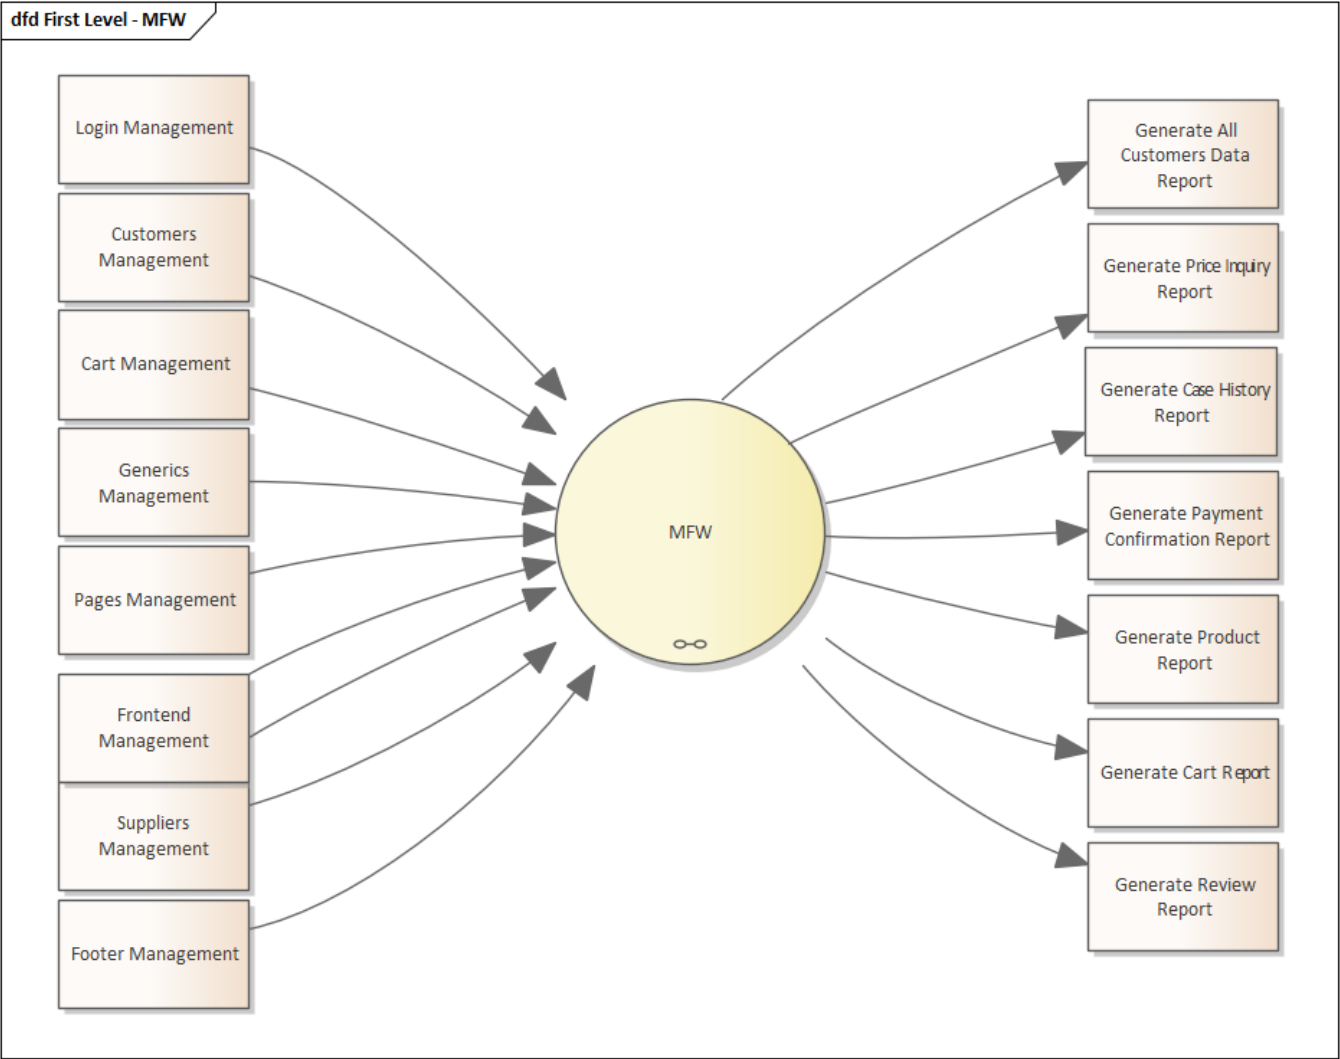 dfd First Level - MFW
Login Management
Customers
Management
Cart Management
Generics
Management
Pages Management
Frontend
Management
Suppliers
Management
Footer Management
MFW
Generate All
Customers Data
Report
Generate Price Inquiry
Report
Generate Case History
Report
Generate Payment
Confirmation Report
Generate Product
Report
Generate Cart Report
Generate Review
Report